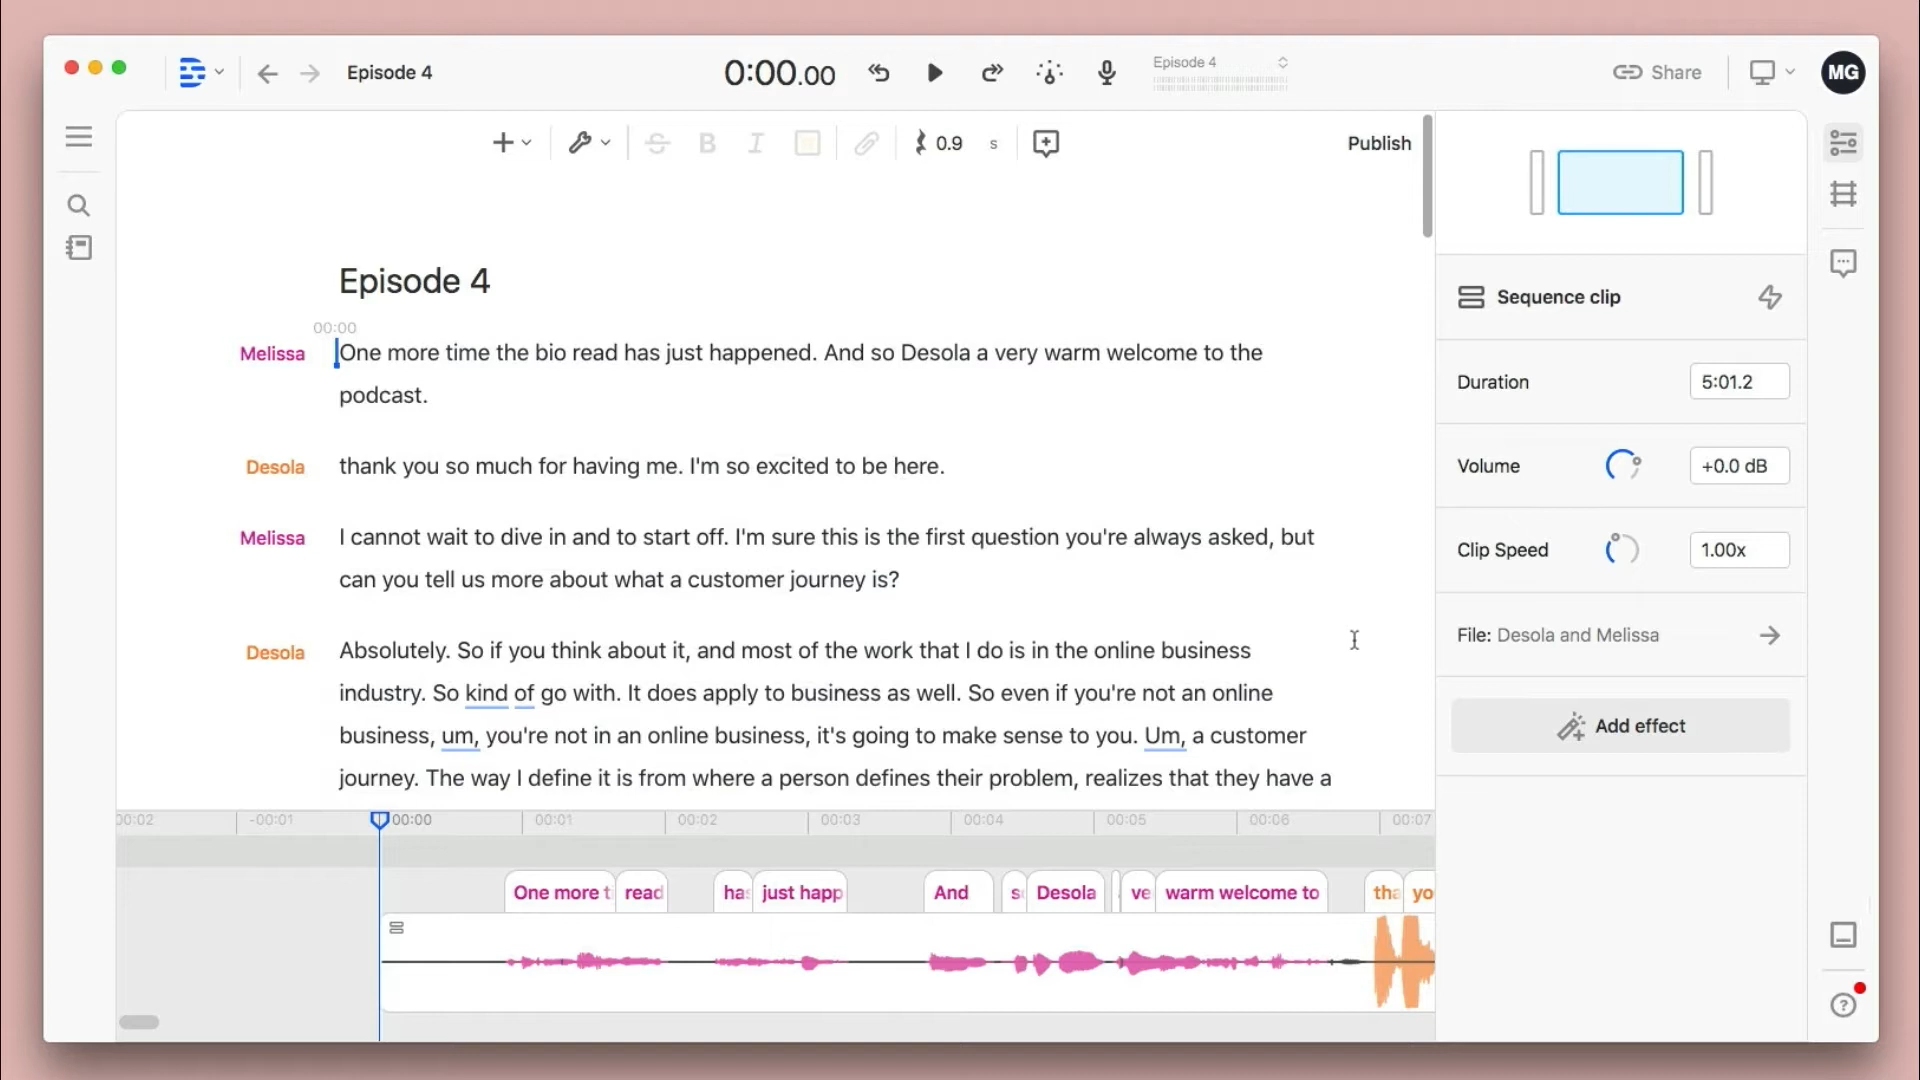 Episode 4
0:00.00
Episode 4
Share
MG
0.9 s
Publish
Episode 4
00:00
Melissa One more time the bio read has just happened. And so Desola a very warm welcome to the
podcast.
Desola thank you so much for having me. I'm so excited to be here.
Melissa I cannot wait to dive in and to start off. I'm sure this is the first question you're always asked, but
can you tell us more about what a customer journey is?
Desola Absolutely. So if you think about it, and most of the work that I do is in the online business
industry. So kind of go with. It does apply to business as well. So even if you're not an online
business, um, you're not in an online business, it's going to make sense to you. Um, a customer
journey. The way I define it is from where a person defines their problem, realizes that they have a
Sequence clip
Duration 5:01.2
Volume +0.0 dB
Clip Speed 1.00x
File: Desola and Melissa
Add effect
00:02 -00:01 00:00 00:01 00:02 00:03 00:04 00:05 00:06 00:07
One more t read has just happ And s Desola ve warm welcome to tha yo